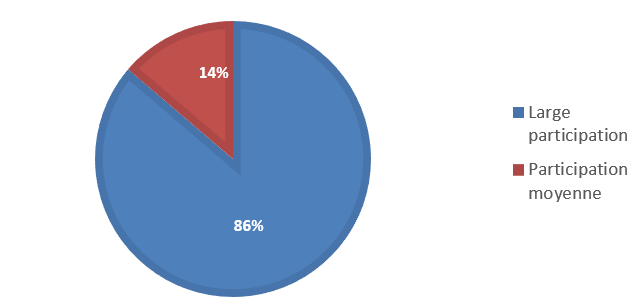 14%
86%
Large
participation
Participation
moyenne